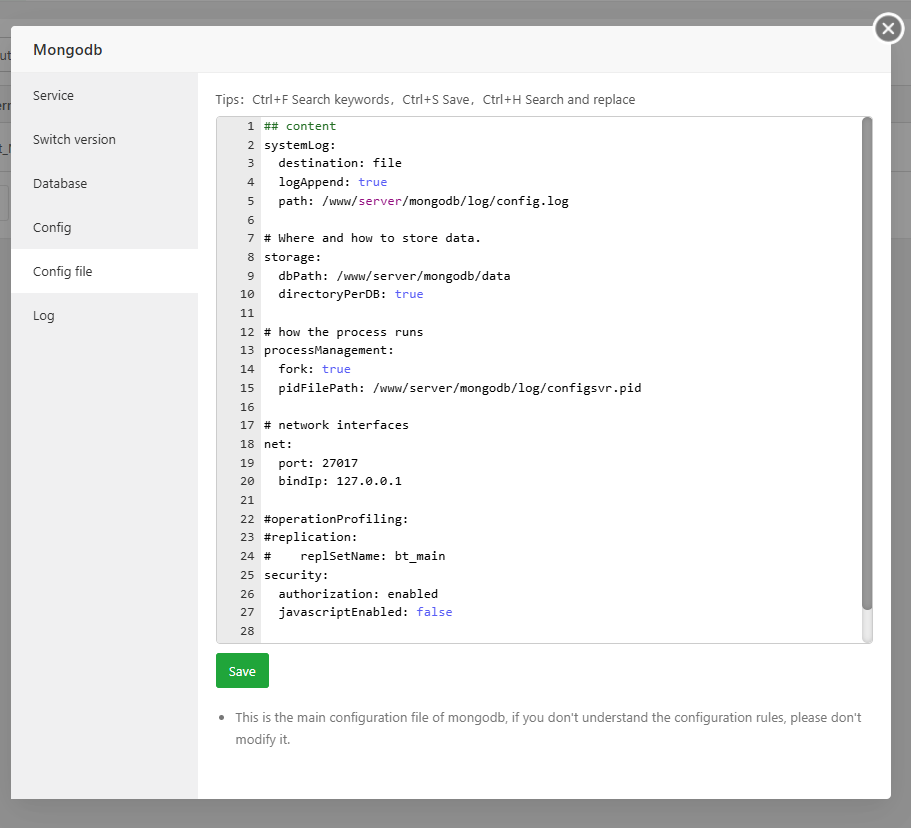 Mongodb
Service
Switch version
Database
Config
Config file
Log
Tips: Ctrl+F Search keywords, Ctrl+S Save, Ctrl+H Search and replace
1 ## content
2 systemLog:
3   destination: file
4   logAppend: true
5   path: /www/server/mongodb/log/config.log
6
7 # Where and how to store data.
8 storage:
9   dbPath: /www/server/mongodb/data
10   directoryPerDB: true
11
12 # how the process runs
13 processManagement:
14   fork: true
15   pidFilePath: /www/server/mongodb/log/configsvr.pid
16
17 # network interfaces
18 net:
19   port: 27017
20   bindIp: 127.0.0.1
21
22 #operationProfiling:
23 #replication:
24 #    replSetName: bt_main
25 security:
26   authorization: enabled
27   javascriptEnabled: false
28
Save
• This is the main configuration file of mongodb, if you don't understand the configuration rules, please don't
modify it.